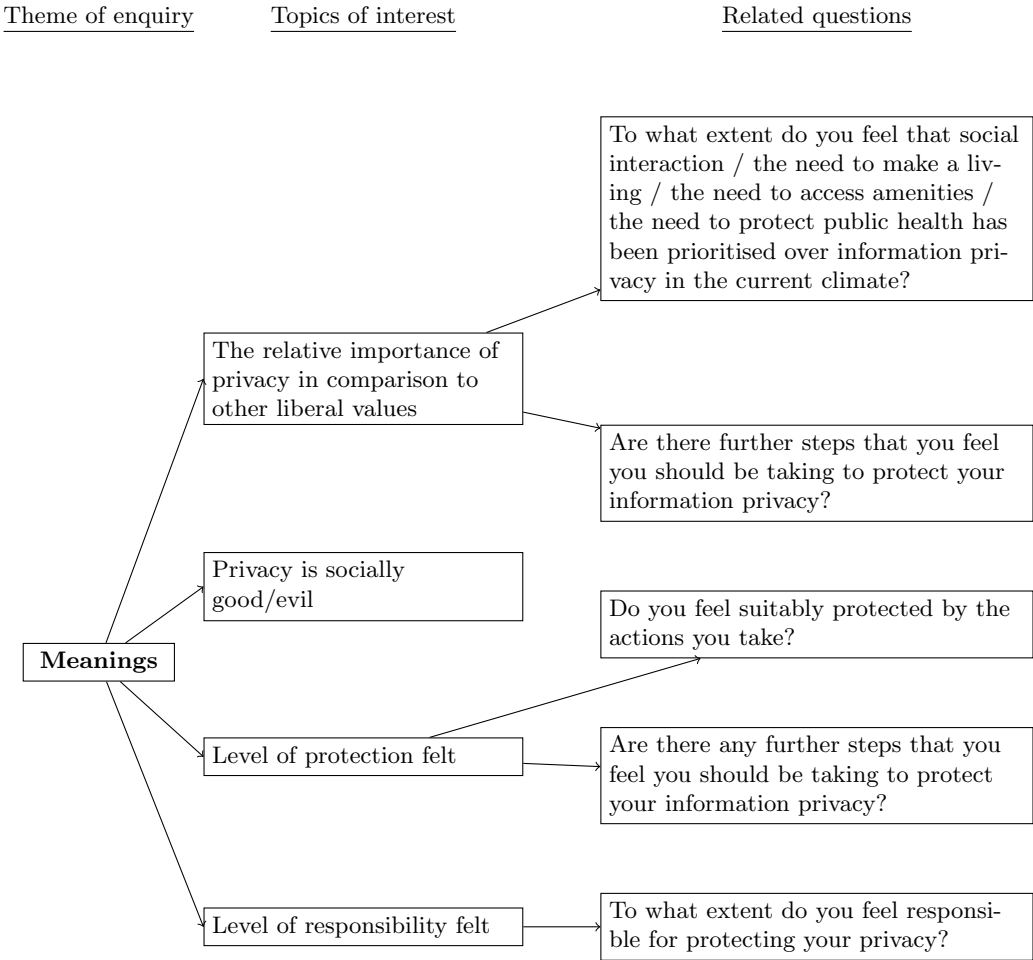 Theme of enquiry
Topics of interest
Related questions
To what extent do you feel that social
interaction / the need to make a liv-
ing / the need to access amenities /
the need to protect public health has
been prioritised over information pri-
vacy in the current climate?
The relative importance of
privacy in comparison to
other liberal values
Are there further steps that you feel
you should be taking to protect your
information privacy?
Privacy is socially
good/evil
Do you feel suitably protected by the
actions you take?
Meanings
Level of protection felt
Are there any further steps that you
feel you should be taking to protect
your information privacy?
Level of responsibility felt
To what extent do you feel responsi-
ble for protecting your privacy?